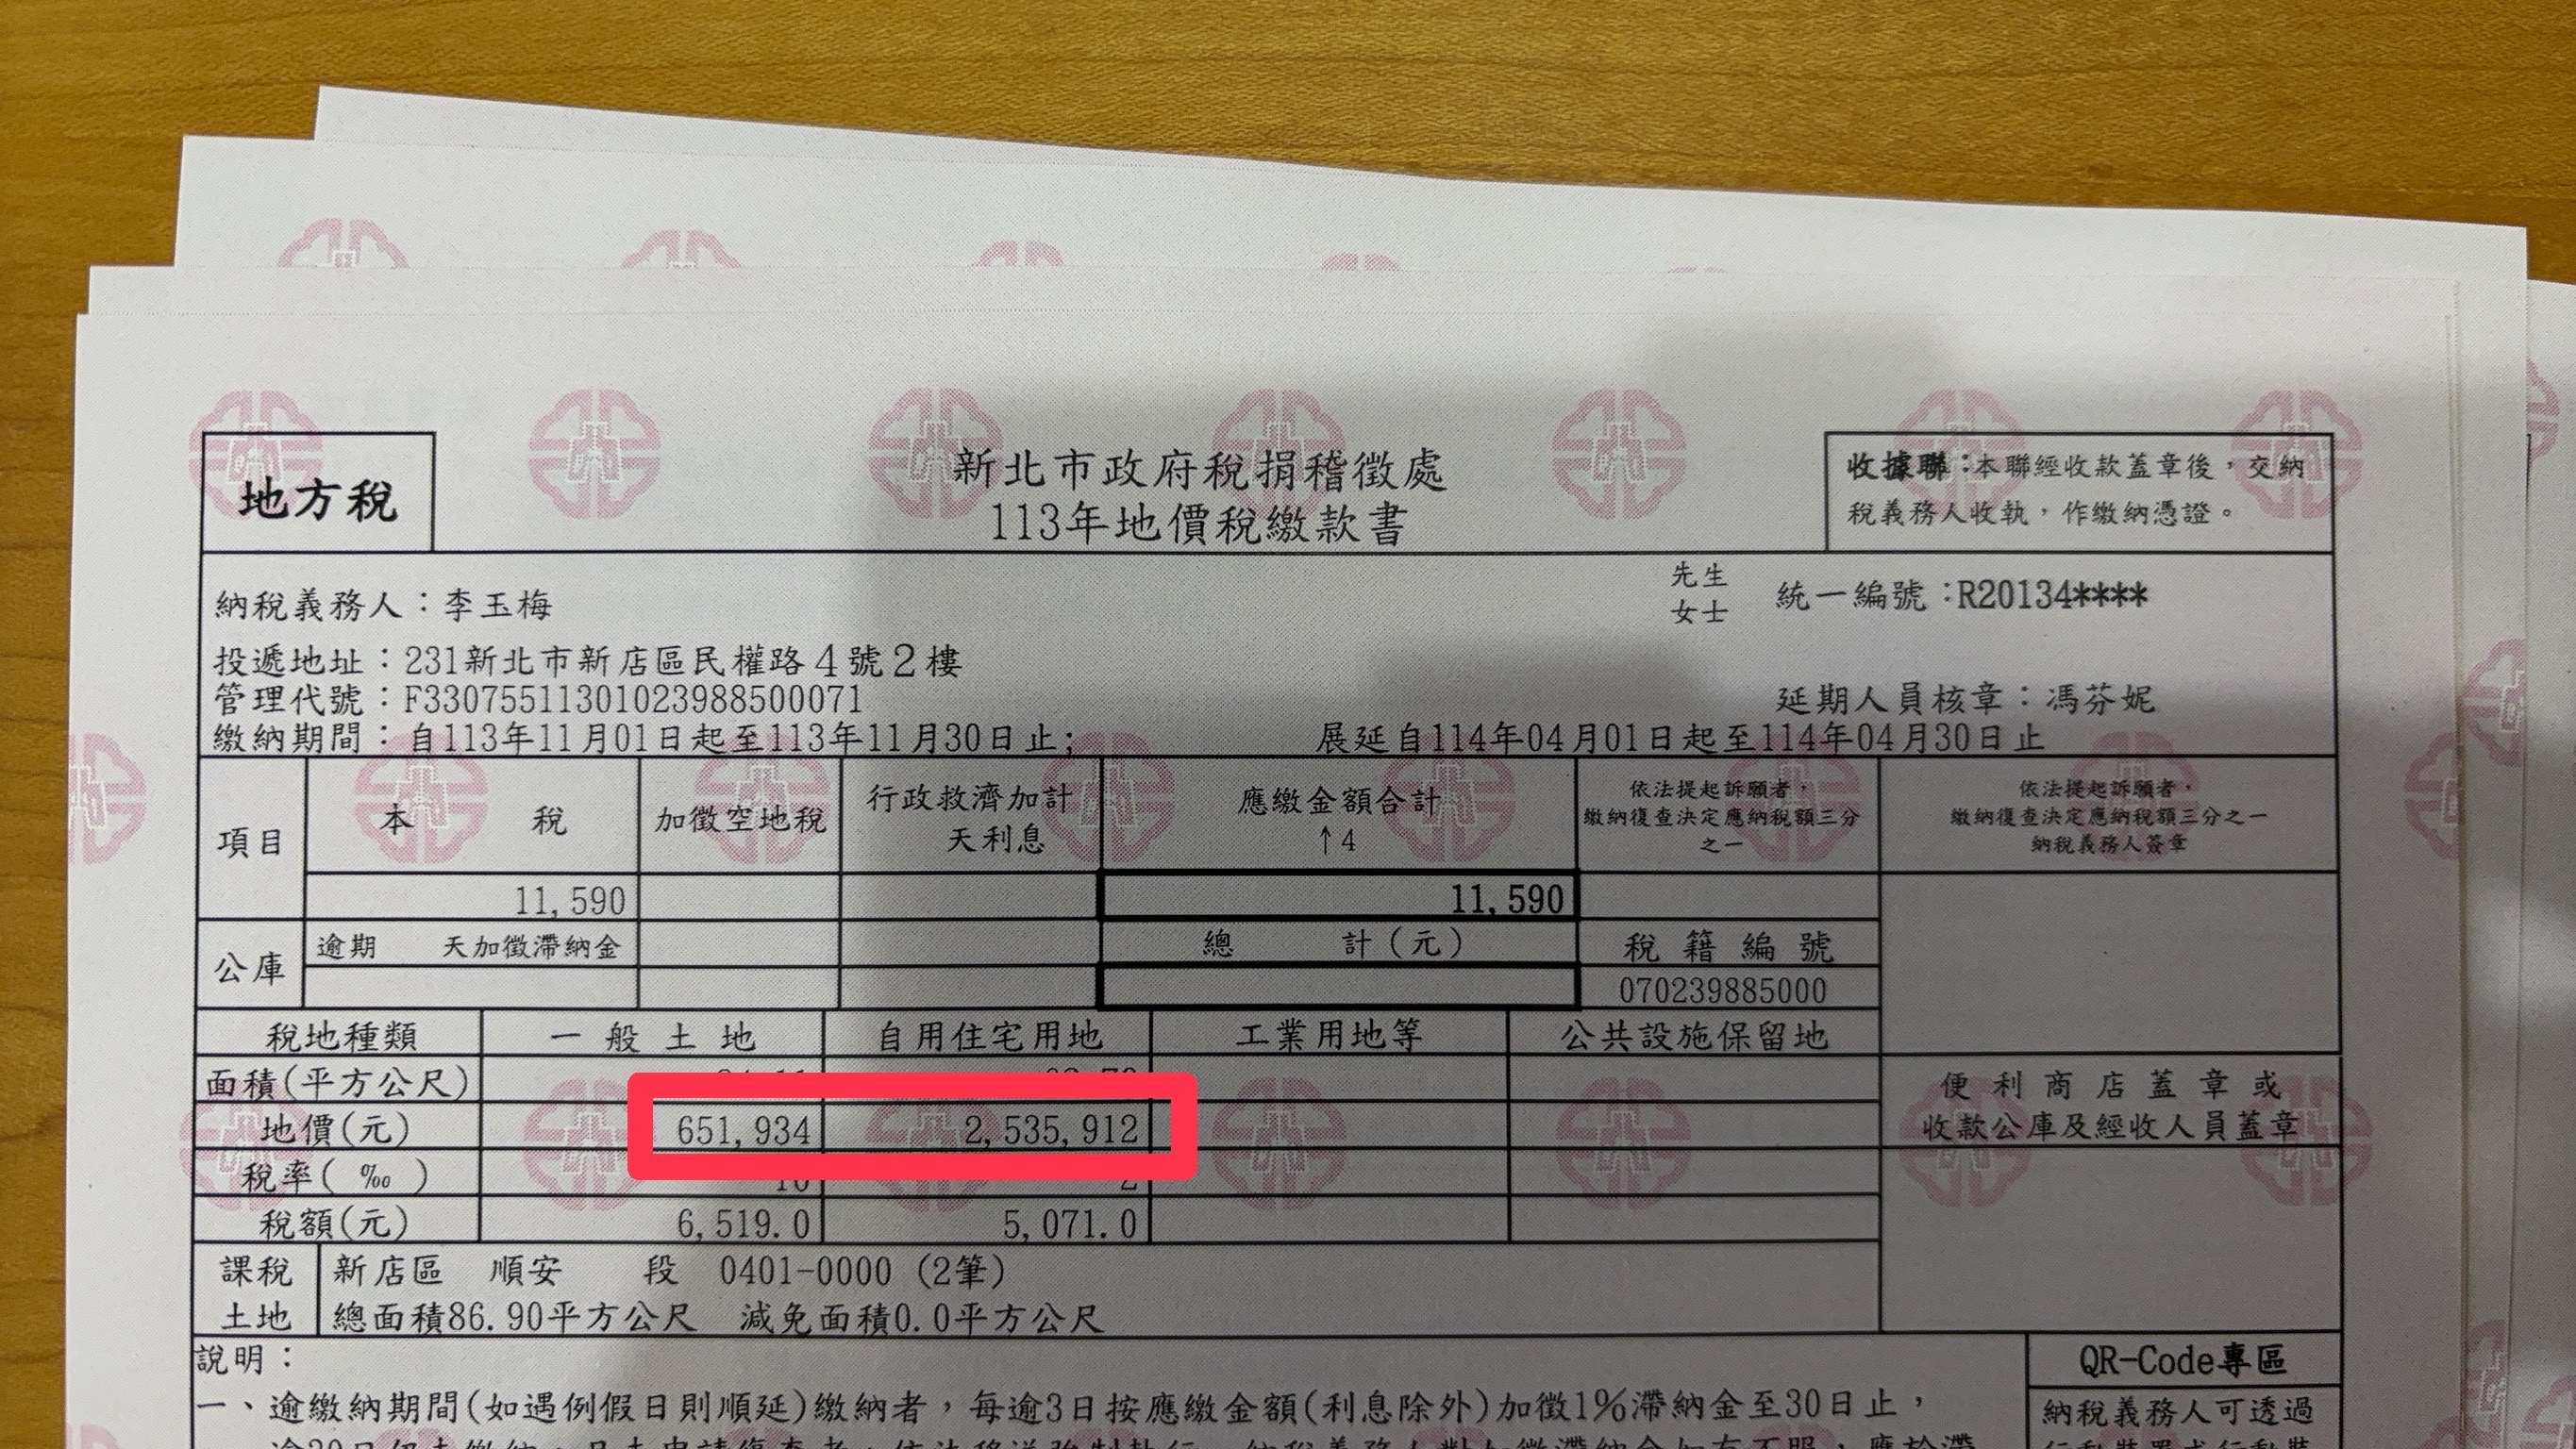 地方稅
新北市政府稅捐稽徵處
113年地價稅繳款書
收據聯：本聯經收款蓋章後，交納
稅義務人收執，作繳納憑證。
納稅義務人：李玉梅
先生
女士
統一編號：R20134****
投遞地址：231新北市新店區民權路4號2樓
管理代號：F3307551130102398850​0071
延期人員核章：馮芬妮
繳納期間：自113年11月01日起至113年11月30日止；
展延自114年04月01日起至114年04月30日止
項目
本 稅
加徵空地稅
行政救濟加計
天利息
應繳金額合計
↑4
依法提起訴願者，
繳納復查決定應納稅額三分
之一
依法提起訴願者，
繳納復查決定應納稅額三分之一
納稅義務人簽章
11,590
11,590
公庫
逾期 天加徵滯納金
總 計(元)
稅籍編號
070239885000
稅地種類 一般土地 自用住宅用地 工業用地等 公共設施保留地
面積(平方公尺)
地價(元) 651,934 2,535,912
稅率( ‰ ) 10 2
稅額(元) 6,519.0 5,071.0
便利商店蓋章或
收款公庫及經收人員蓋章
課稅
土地
新店區 順安 段 0401-0000 (2筆)
總面積86.90平方公尺 減免面積0.0平方公尺
說明：
一、逾繳納期間(如遇例假日則順延)繳納者，每逾3日按應繳金額(利息除外)加徵1%滯納金至30日止，
QR-Code專區
納稅義務人可透過